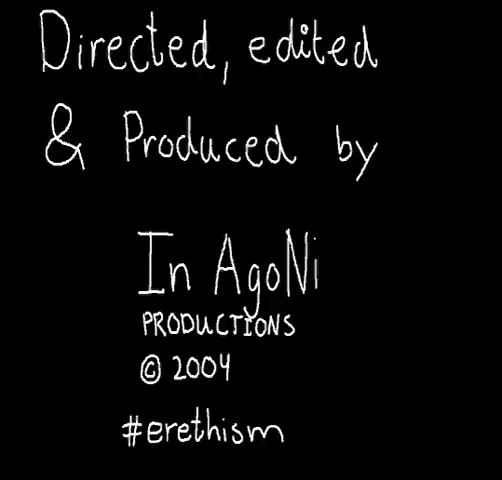 Directed, edited
& Produced by
In AgoNi
PRODUCTIONS
© 2004
#erethism